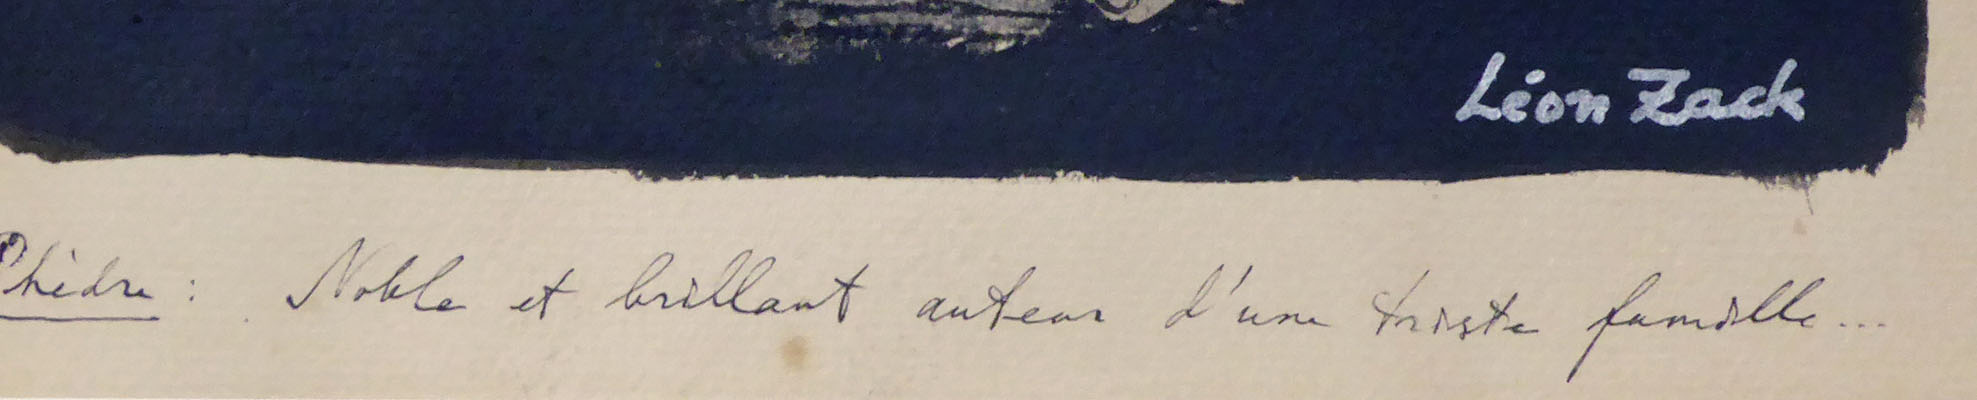 Léon Zack
Phèdre : Noble et brillant auteur d'une triste famille...